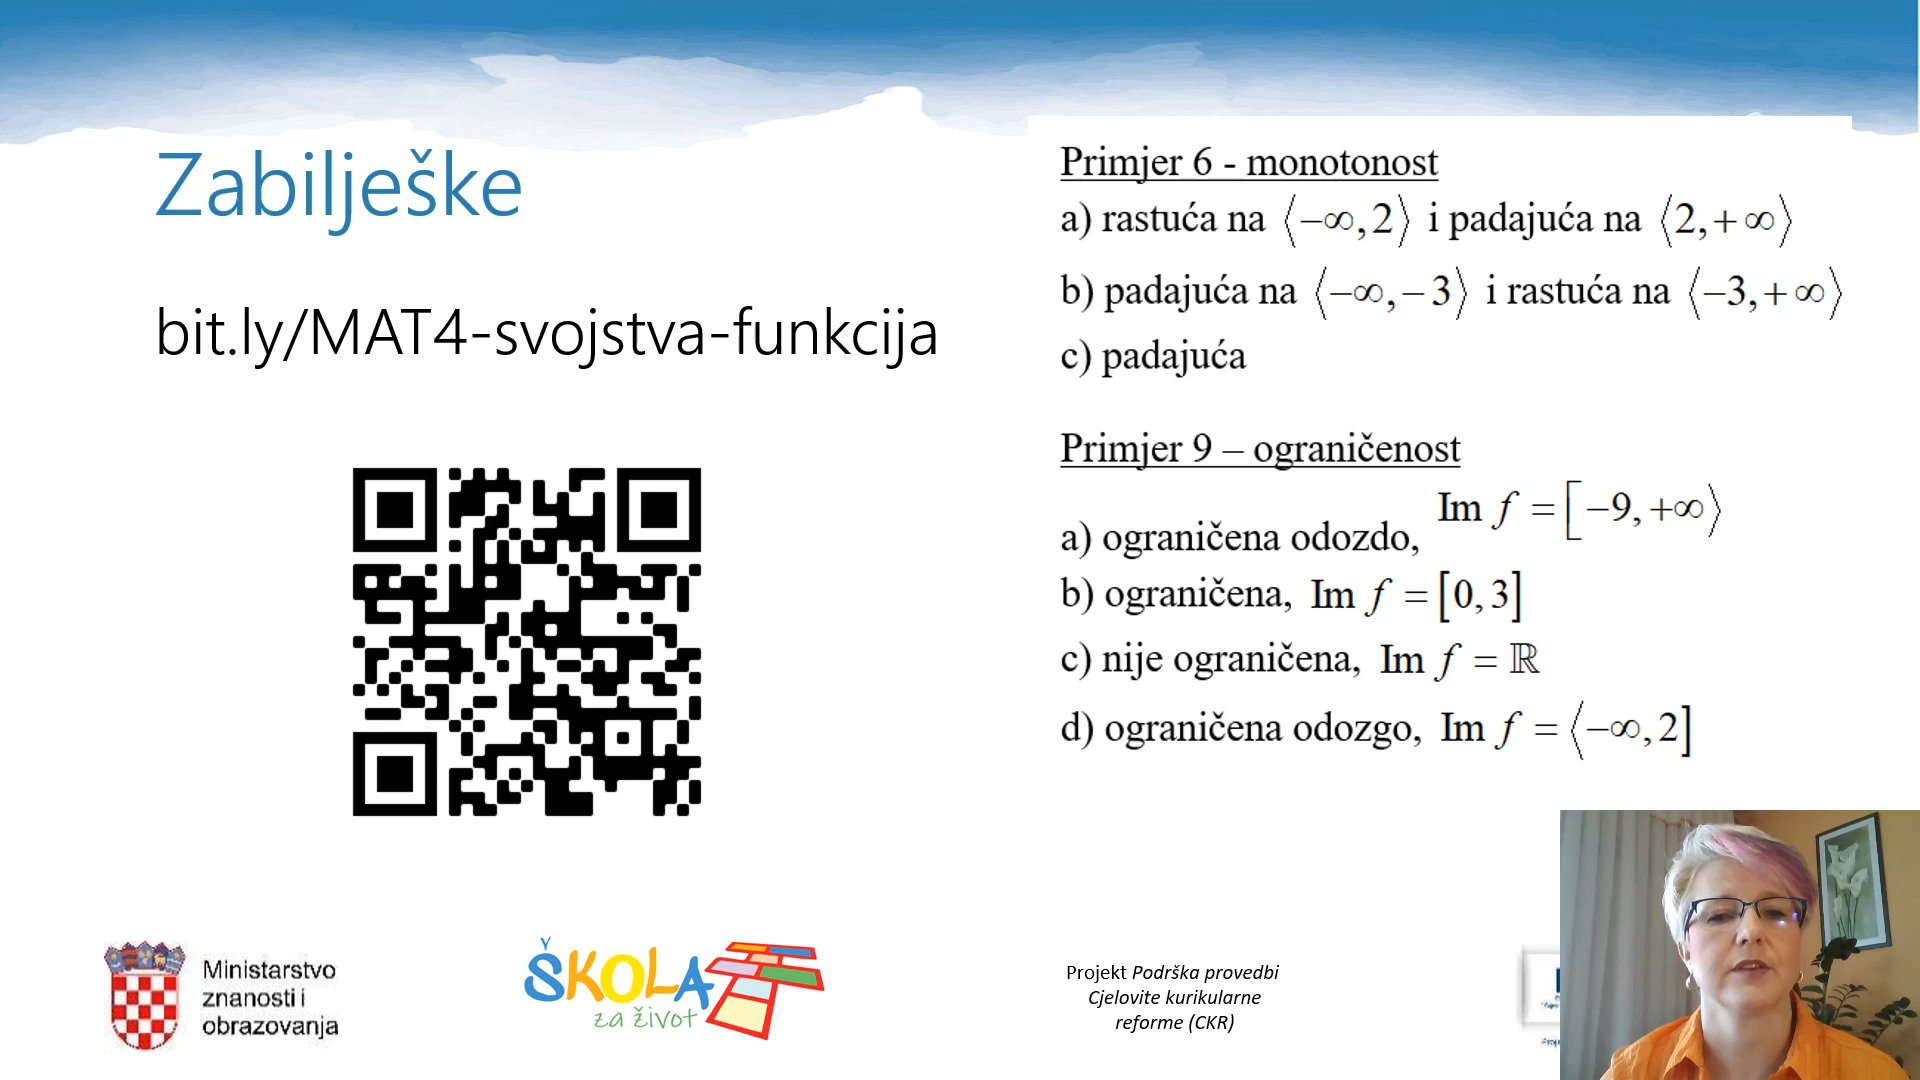 Zabilješke
bit.ly/MAT4-svojstva-funkcija
Primjer 6 - monotonost
a) rastuća na ⟨−∞, 2⟩ i padajuća na ⟨2, +∞⟩
b) padajuća na ⟨−∞, −3⟩ i rastuća na ⟨−3, +∞⟩
c) padajuća
Primjer 9 – ograničenost
a) ograničena odozdo, Im f = [−9, +∞⟩
b) ograničena, Im f = [0, 3]
c) nije ograničena, Im f = ℝ
d) ograničena odozgo, Im f = ⟨−∞, 2]
Ministarstvo
znanosti i
obrazovanja
ŠKOLA
za život
Projekt Podrška provedbi
Cjelovite kurikularne
reforme (CKR)